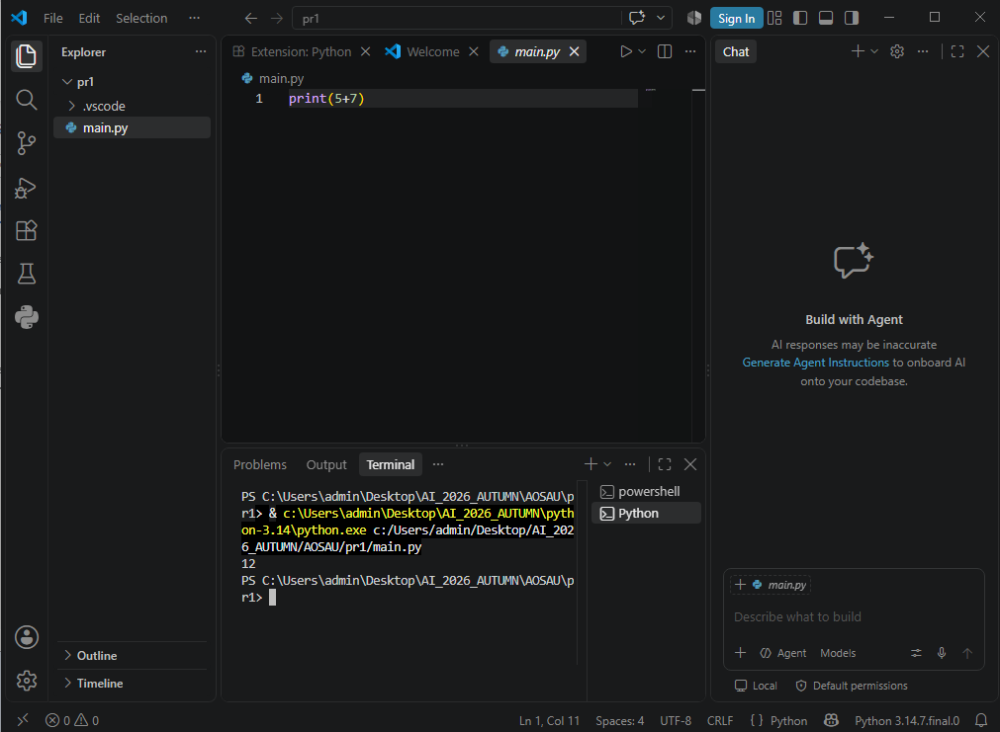 File Edit Selection ··· pr1 Sign In
Explorer ···
pr1
.vscode
main.py
Outline
Timeline
Extension: Python Welcome main.py ···
main.py
1 print(5+7)
Problems Output Terminal ···
PS C:\Users\admin\Desktop\AI_2026_AUTUMN\AOSAU\p
r1> & c:\Users\admin\Desktop\AI_2026_AUTUMN\pyth
on-3.14\python.exe c:/Users/admin/Desktop/AI_202
6_AUTUMN/AOSAU/pr1/main.py
12
PS C:\Users\admin\Desktop\AI_2026_AUTUMN\AOSAU\p
r1>
powershell
Python
Chat
Build with Agent
AI responses may be inaccurate
Generate Agent Instructions to onboard AI
onto your codebase.
main.py
Describe what to build
Agent Models
Local Default permissions
0 0 Ln 1, Col 11 Spaces: 4 UTF-8 CRLF { } Python Python 3.14.7.final.0